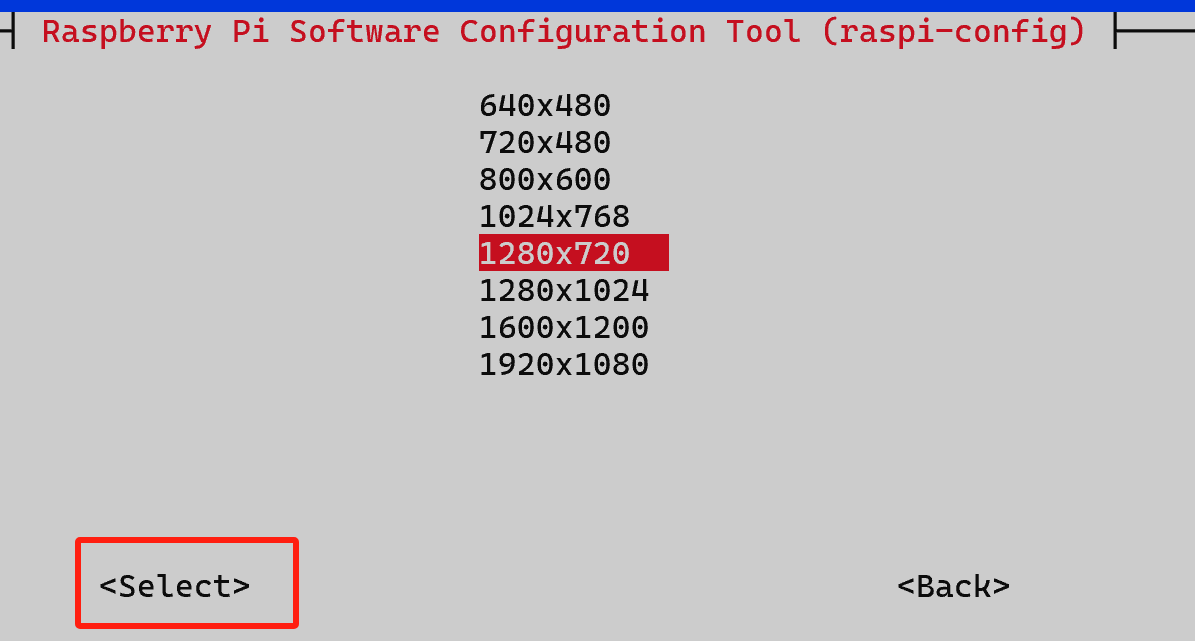 Raspberry Pi Software Configuration Tool (raspi-config)
640x480
720x480
800x600
1024x768
1280x720
1280x1024
1600x1200
1920x1080
<Select> <Back>